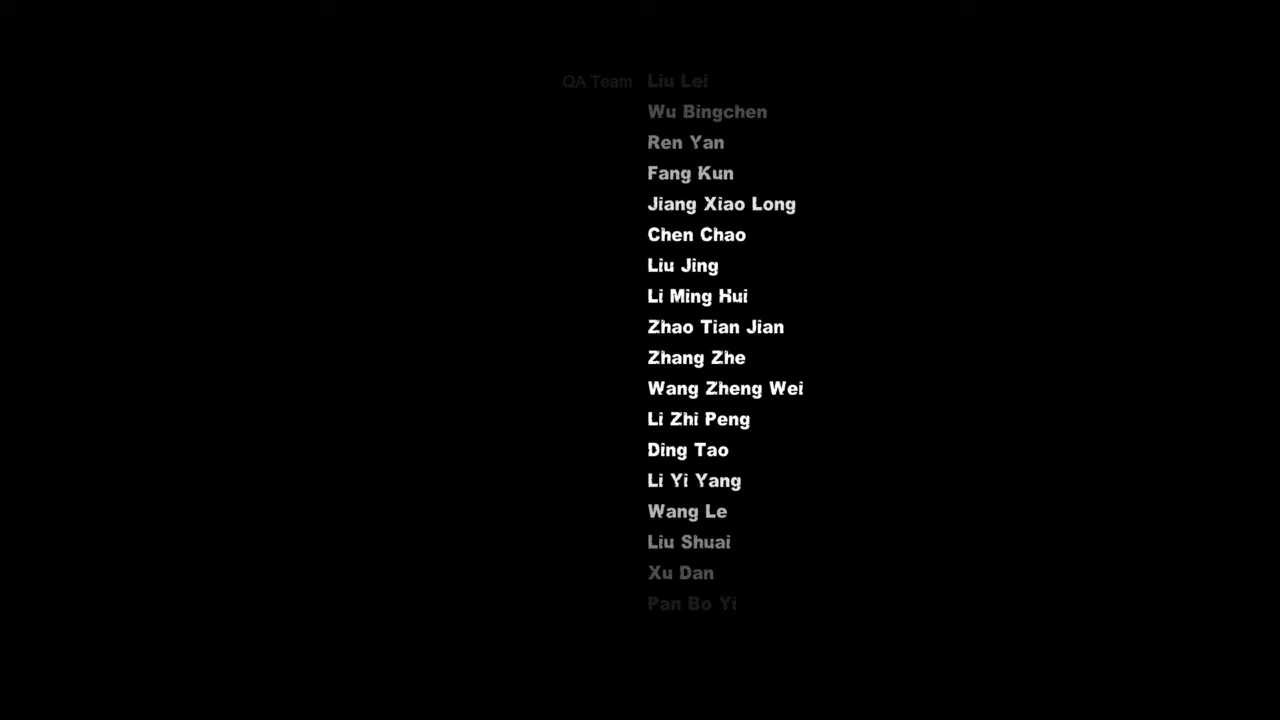 QA Team Liu Lei
Wu Bingchen
Ren Yan
Fang Kun
Jiang Xiao Long
Chen Chao
Liu Jing
Li Ming Hui
Zhao Tian Jian
Zhang Zhe
Wang Zheng Wei
Li Zhi Peng
Ding Tao
Li Yi Yang
Wang Le
Liu Shuai
Xu Dan
Pan Bo Yi